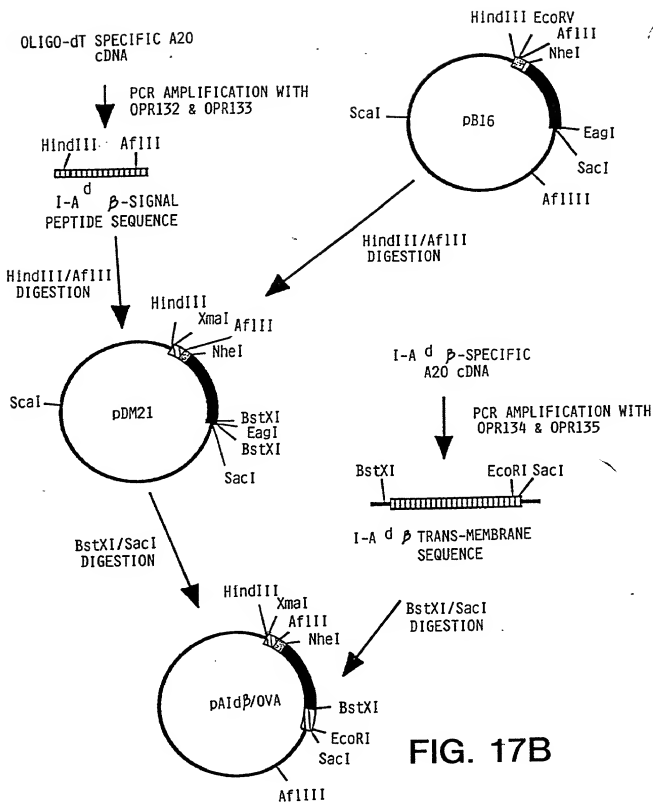 OLIGO-dT SPECIFIC A20
cDNA
PCR AMPLIFICATION WITH
OPR132 & OPR133
HindIII AflII
I-A d β-SIGNAL
PEPTIDE SEQUENCE
HindIII/AflII
DIGESTION
HindIII EcoRV
AflII
NheI
ScaI
pB16
EagI
SacI
AflIII
HindIII/AflII
DIGESTION
HindIII
XmaI
AflII
NheI
ScaI
pDM21
BstXI
EagI
BstXI
SacI
I-A d β-SPECIFIC
A20 cDNA
PCR AMPLIFICATION WITH
OPR134 & OPR135
BstXI
EcoRI SacI
I-A d β TRANS-MEMBRANE
SEQUENCE
BstXI/SacI
DIGESTION
BstXI/SacI
DIGESTION
HindIII
XmaI
AflII
NheI
pAIdβ/OVA
BstXI
EcoRI
SacI
AflIII
FIG. 17B